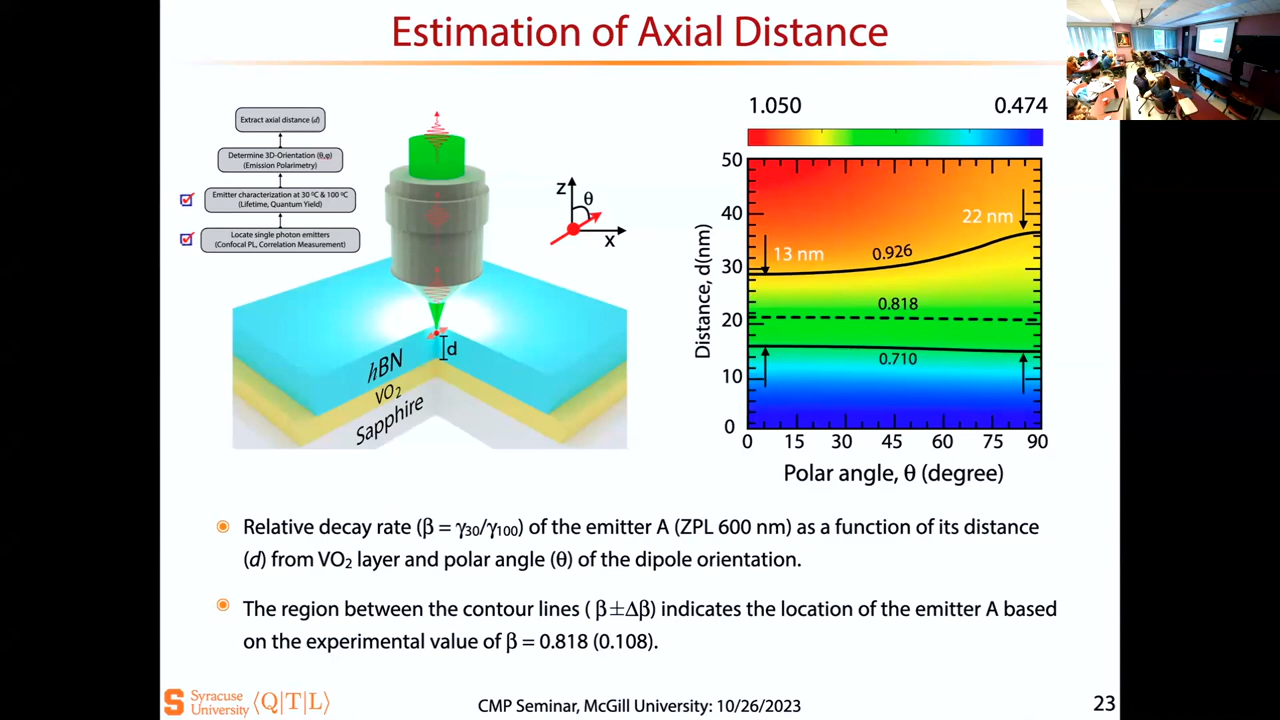 Estimation of Axial Distance
Extract axial distance (d)
Determine 3D-Orientation (θ,φ)
(Emission Polarimetry)
Emitter characterization at 30 ⁰C & 100 ⁰C
(Lifetime, Quantum Yield)
Locate single photon emitters
(Confocal PL, Correlation Measurement)
z
θ
x
d
hBN
VO₂
Sapphire
1.050
0.474
50
40
30
20
10
0
22 nm
13 nm
0.926
0.818
0.710
0
15
30
45
60
75
90
Distance, d(nm)
Polar angle, θ (degree)
Relative decay rate (β = γ₃₀/γ₁₀₀) of the emitter A (ZPL 600 nm) as a function of its distance
(d) from VO₂ layer and polar angle (θ) of the dipole orientation.
The region between the contour lines ( β±Δβ) indicates the location of the emitter A based
on the experimental value of β = 0.818 (0.108).
S Syracuse
University
⟨Q|T|L⟩
CMP Seminar, McGill University: 10/26/2023
23